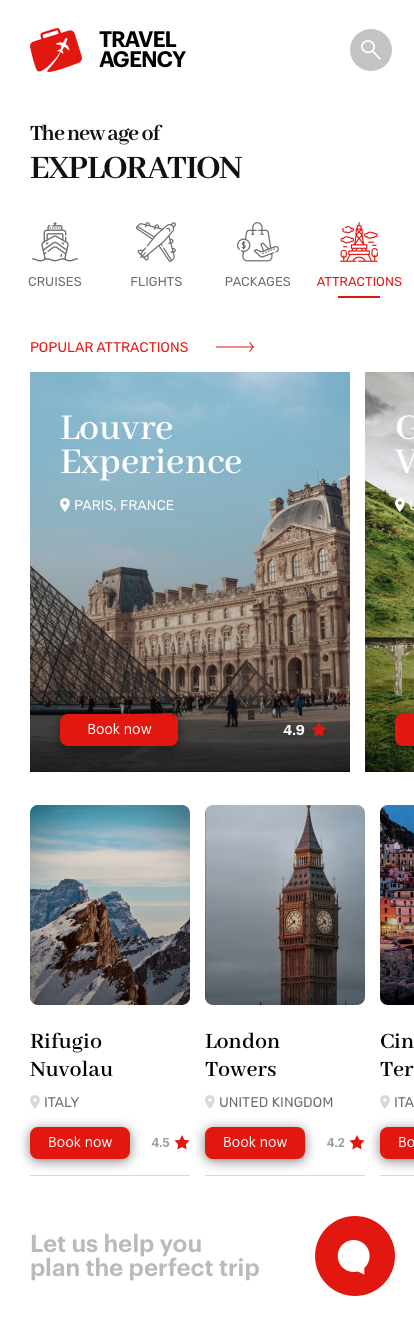 TRAVEL
AGENCY
The new age of
EXPLORATION
CRUISES
FLIGHTS
PACKAGES
ATTRACTIONS
POPULAR ATTRACTIONS
Louvre
Experience
PARIS, FRANCE
Book now
4.9
Rifugio
Nuvolau
ITALY
Book now
4.5
London
Towers
UNITED KINGDOM
Book now
4.2
Cin
Ter
ITA
Bo
Let us help you
plan the perfect trip